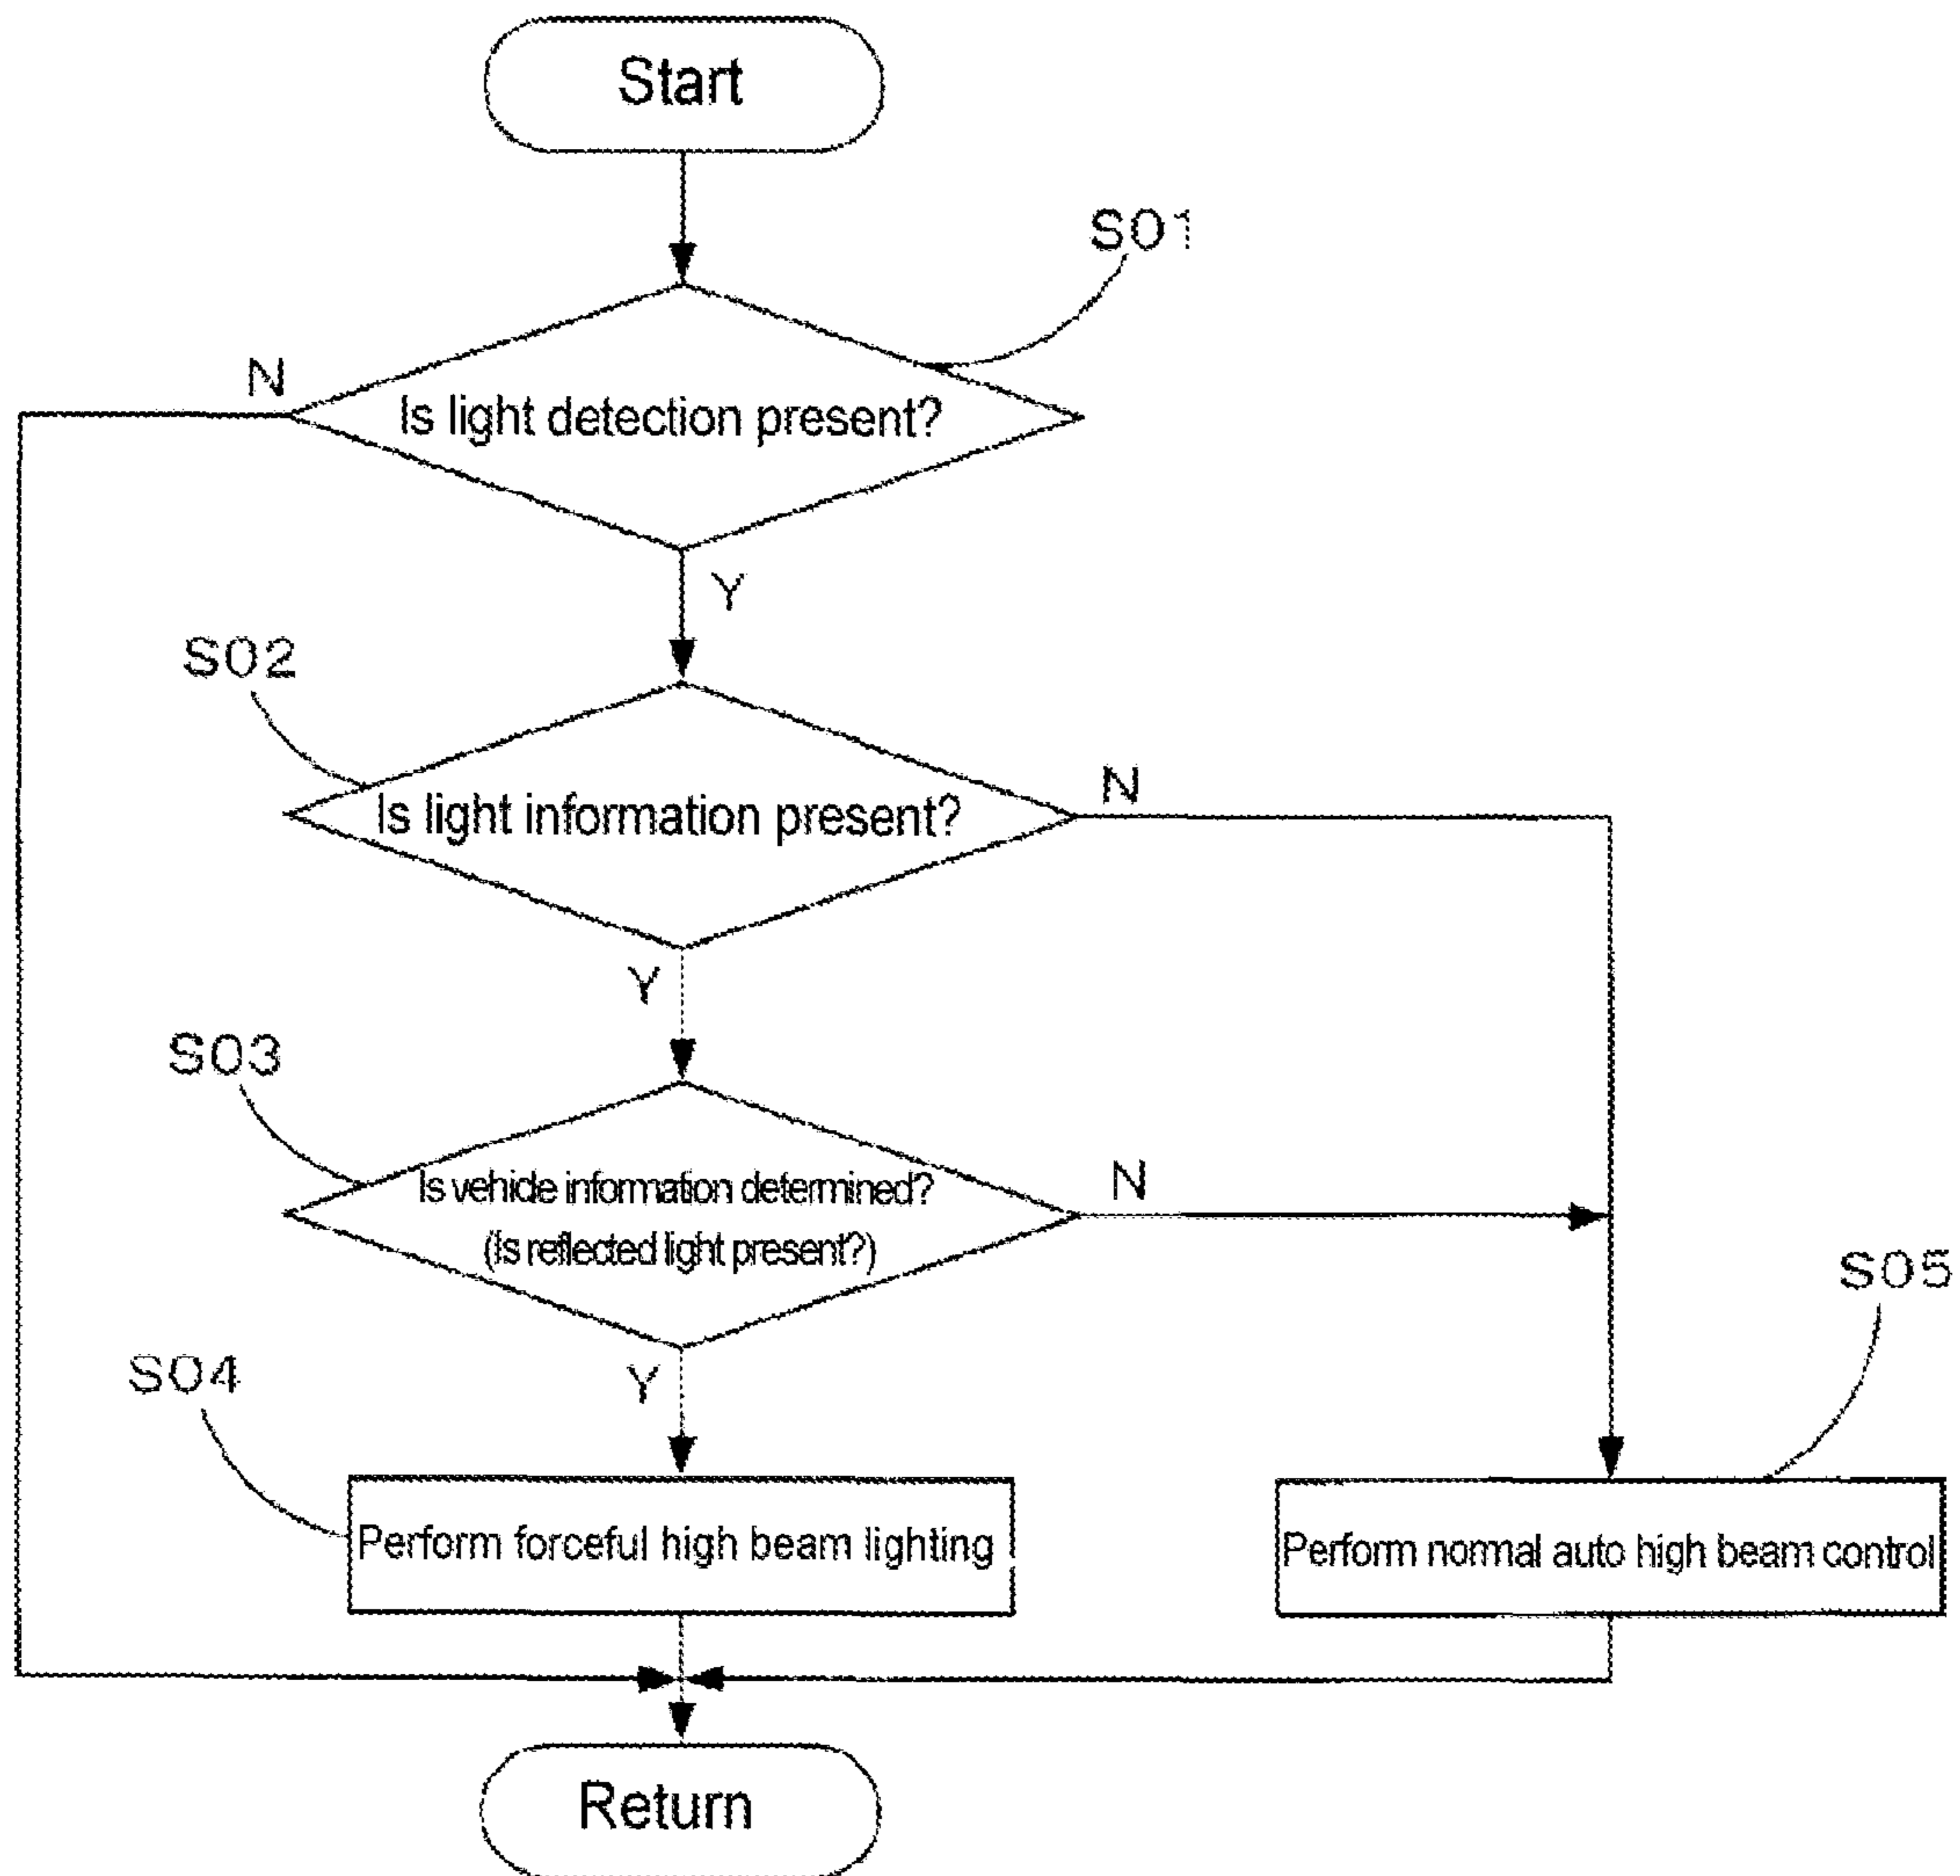 Start
S01
N
Is light detection present?
Y
S02
N
Is light information present?
Y
S03
Is vehicle information determined?
N
(Is reflected light present?)
S05
Y
S04
Perform forceful high beam lighting
Perform normal auto high beam control
Return